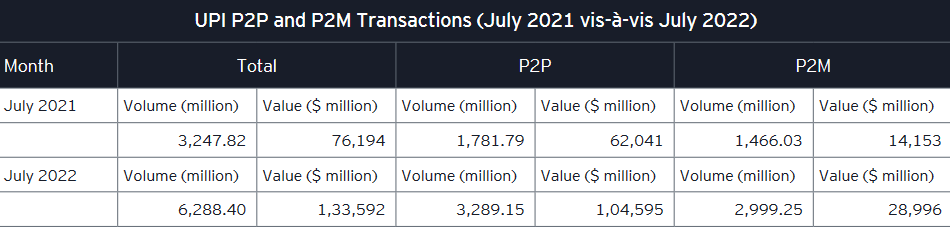 UPI P2P and P2M Transactions (July 2021 vis-à-vis July 2022)
Month Total P2P P2M
July 2021 Volume (million) Value ($ million) Volume (million) Value ($ million) Volume (million) Value ($ million)
3,247.82 76,194 1,781.79 62,041 1,466.03 14,153
July 2022 Volume (million) Value ($ million) Volume (million) Value ($ million) Volume (million) Value ($ million)
6,288.40 1,33,592 3,289.15 1,04,595 2,999.25 28,996